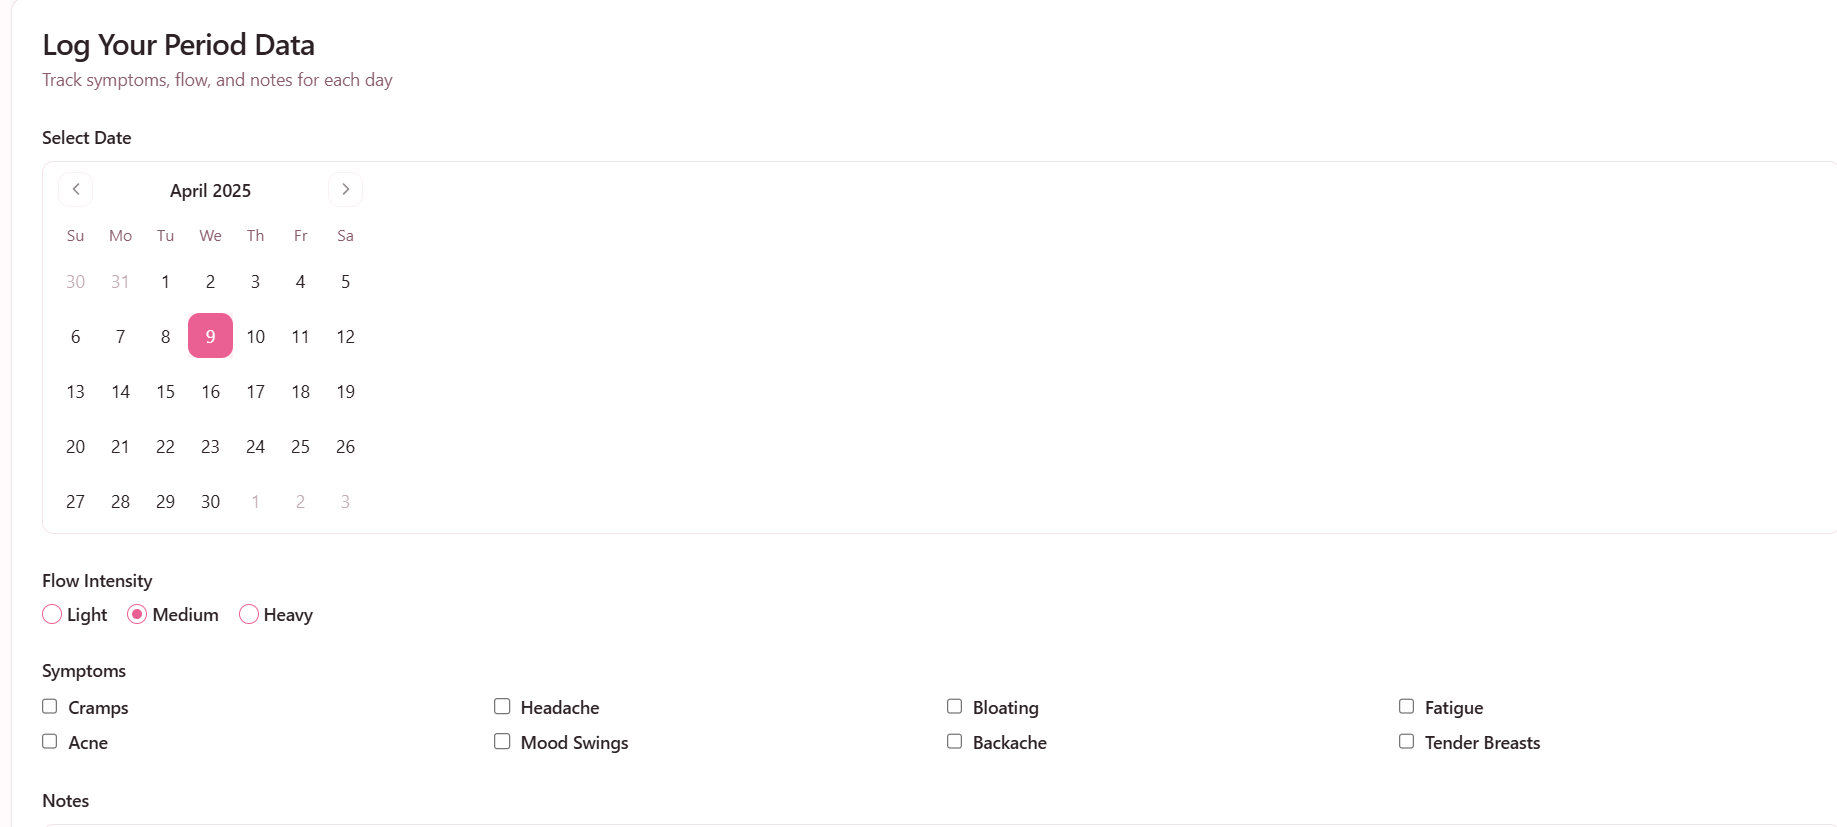 Log Your Period Data
Track symptoms, flow, and notes for each day
Select Date
April 2025
Su Mo Tu We Th Fr Sa
30 31 1 2 3 4 5
6 7 8 9 10 11 12
13 14 15 16 17 18 19
20 21 22 23 24 25 26
27 28 29 30 1 2 3
Flow Intensity
Light Medium Heavy
Symptoms
Cramps Headache Bloating Fatigue
Acne Mood Swings Backache Tender Breasts
Notes